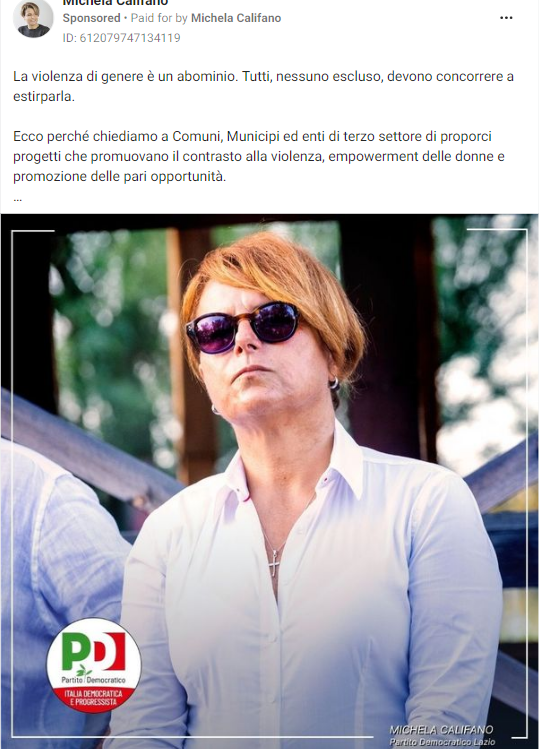 Michela Califano
Sponsored • Paid for by Michela Califano
ID: 612079747134119
La violenza di genere è un abominio. Tutti, nessuno escluso, devono concorrere a
estirparla.
Ecco perché chiediamo a Comuni, Municipi ed enti di terzo settore di proporci
progetti che promuovano il contrasto alla violenza, empowerment delle donne e
promozione delle pari opportunità.
...
PD
Partito Democratico
ITALIA DEMOCRATICA
E PROGRESSISTA
MICHELA CALIFANO
Partito Democratico Lazio